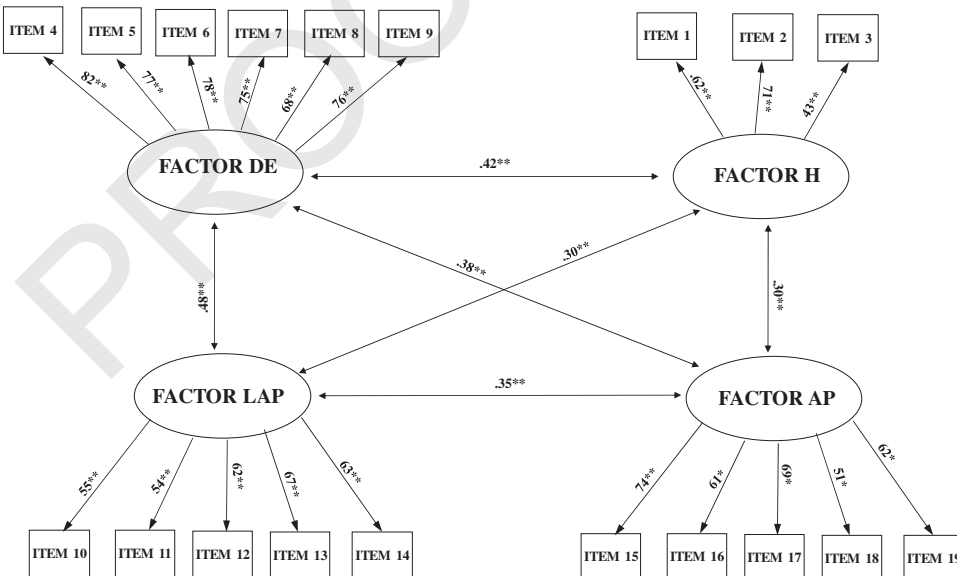 ITEM 4 ITEM 5 ITEM 6 ITEM 7 ITEM 8 ITEM 9
ITEM 1 ITEM 2 ITEM 3
82** 77** 78** 75** 68** 76**
.62** 71** 43**
FACTOR DE
.42**
FACTOR H
.48**
.38**
.30**
.30**
FACTOR LAP
.35**
FACTOR AP
55** 54** 62** 67** 63**
74** 61* 69* 51* 62*
ITEM 10 ITEM 11 ITEM 12 ITEM 13 ITEM 14
ITEM 15 ITEM 16 ITEM 17 ITEM 18 ITEM 19
PROO